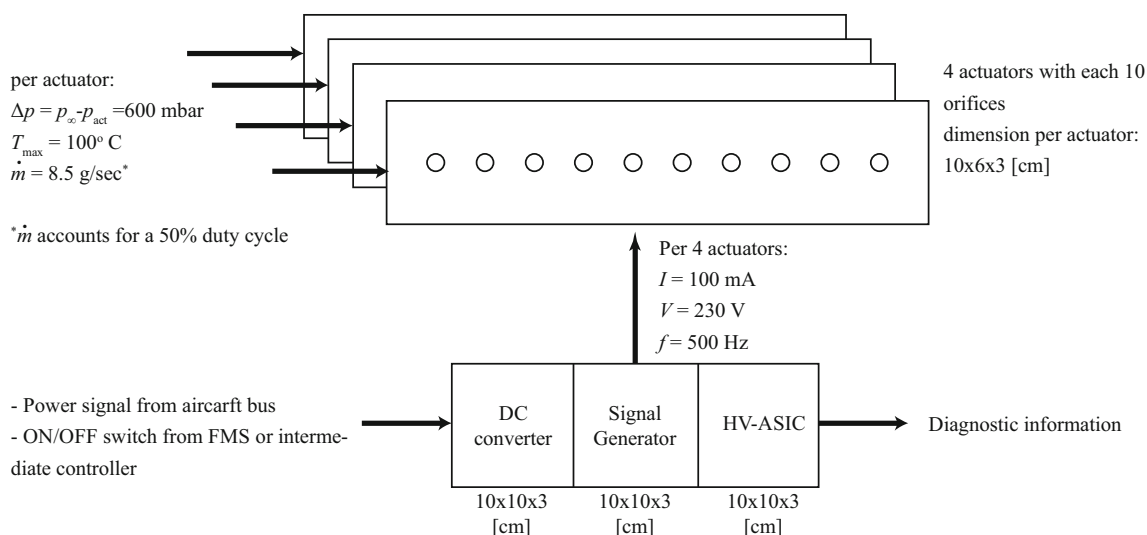 per actuator:
Δp = p∞-pact =600 mbar
Tmax = 100o C
ṁ = 8.5 g/sec*
*ṁ accounts for a 50% duty cycle
4 actuators with each 10
orifices
dimension per actuator:
10x6x3 [cm]
Per 4 actuators:
I = 100 mA
V = 230 V
f = 500 Hz
- Power signal from aircarft bus
- ON/OFF switch from FMS or interme-
diate controller
DC
converter
Signal
Generator
HV-ASIC
Diagnostic information
10x10x3
[cm]
10x10x3
[cm]
10x10x3
[cm]